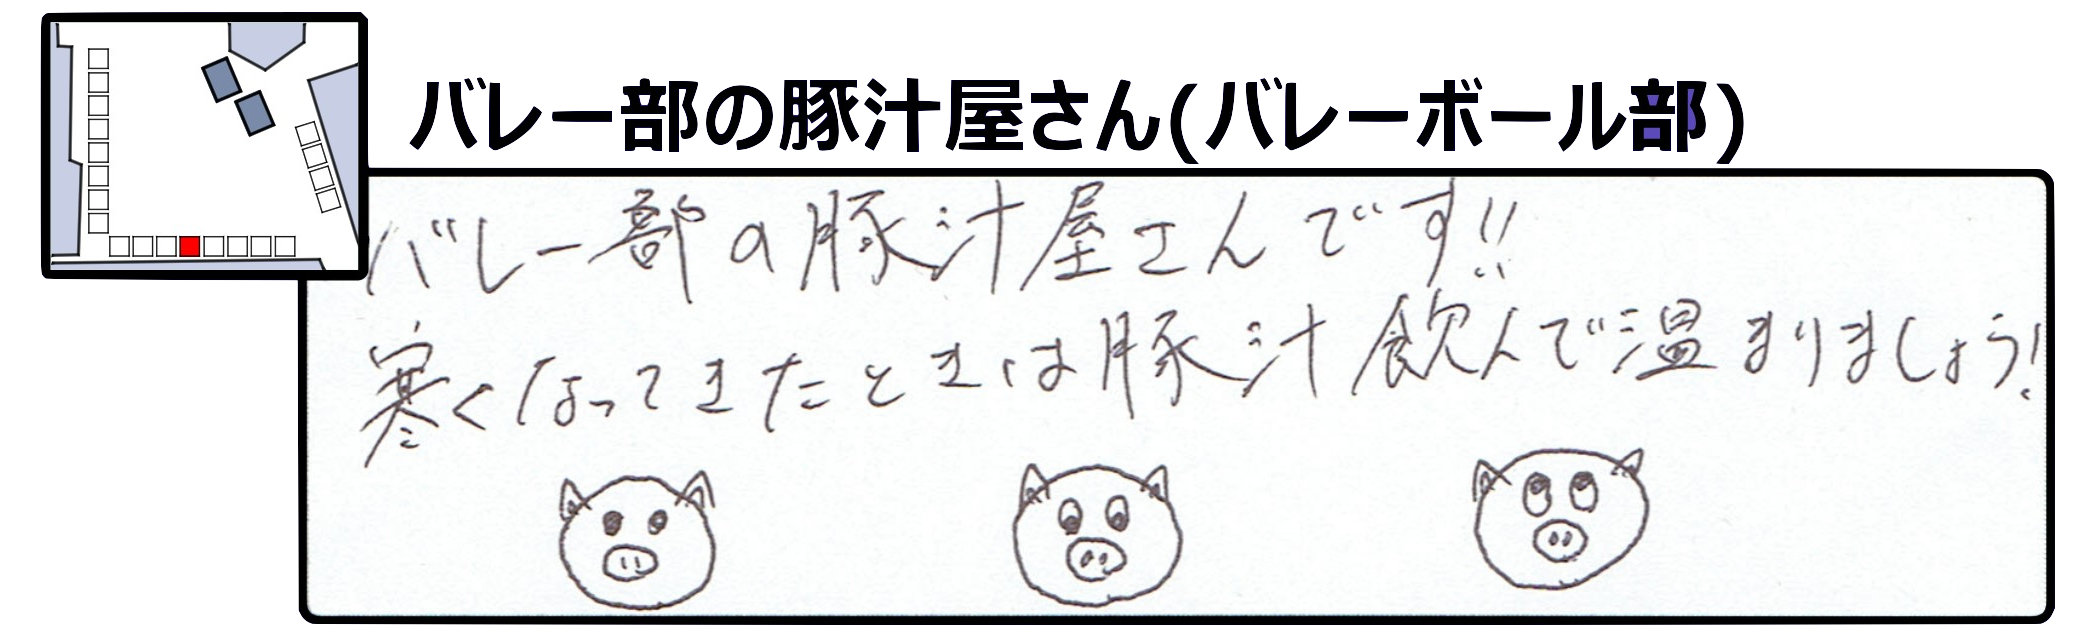 バレー部の豚汁屋さん(バレーボール部)
バレー部の豚汁屋さんです!!
寒くなってきたときは豚汁飲んで温まりましょう!